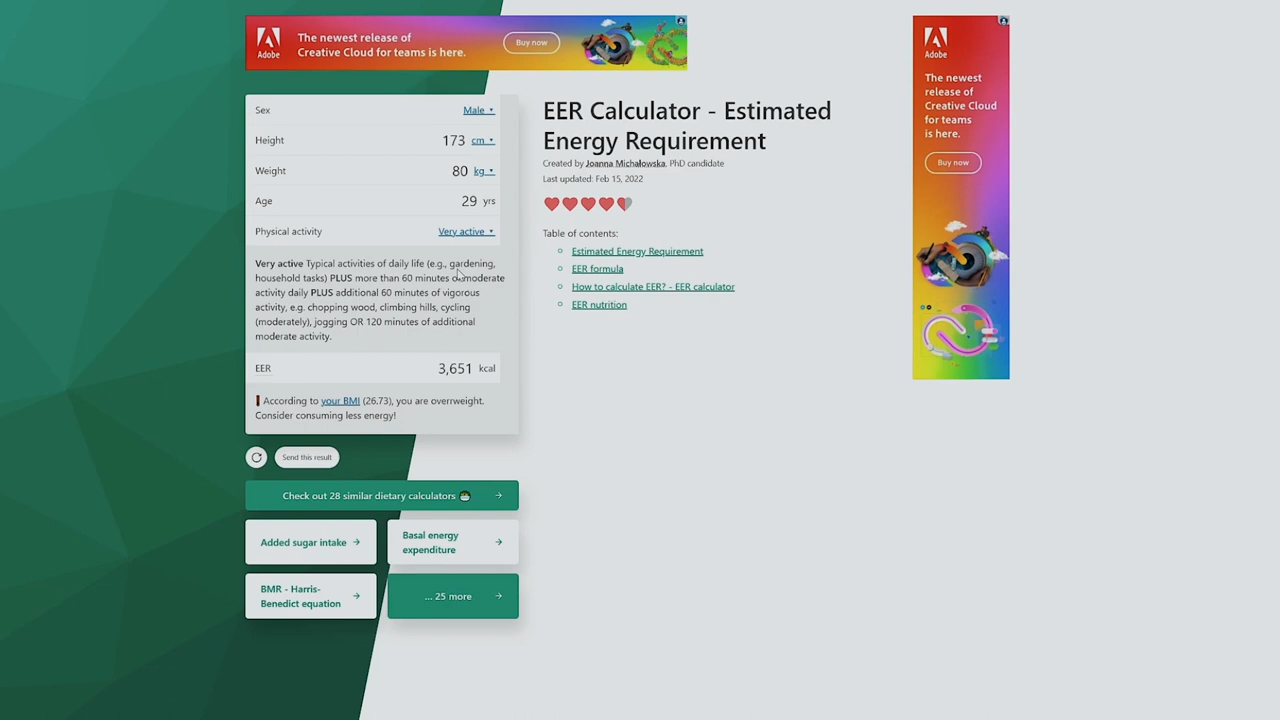 Adobe
The newest release of
Creative Cloud for teams is here.
Buy now
Sex Male
Height 173 cm
Weight 80 kg
Age 29 yrs
Physical activity Very active
Very active Typical activities of daily life (e.g., gardening,
household tasks) PLUS more than 60 minutes of moderate
activity daily PLUS additional 60 minutes of vigorous
activity, e.g. chopping wood, climbing hills, cycling
(moderately), jogging OR 120 minutes of additional
moderate activity.
EER 3,651 kcal
According to your BMI (26.73), you are overweight.
Consider consuming less energy!
Send this result
Check out 28 similar dietary calculators
Added sugar intake
Basal energy
expenditure
BMR - Harris-
Benedict equation
... 25 more
EER Calculator - Estimated
Energy Requirement
Created by Joanna Michałowska, PhD candidate
Last updated: Feb 15, 2022
Table of contents:
Estimated Energy Requirement
EER formula
How to calculate EER? - EER calculator
EER nutrition
Adobe
The newest
release of
Creative Cloud
for teams
is here.
Buy now